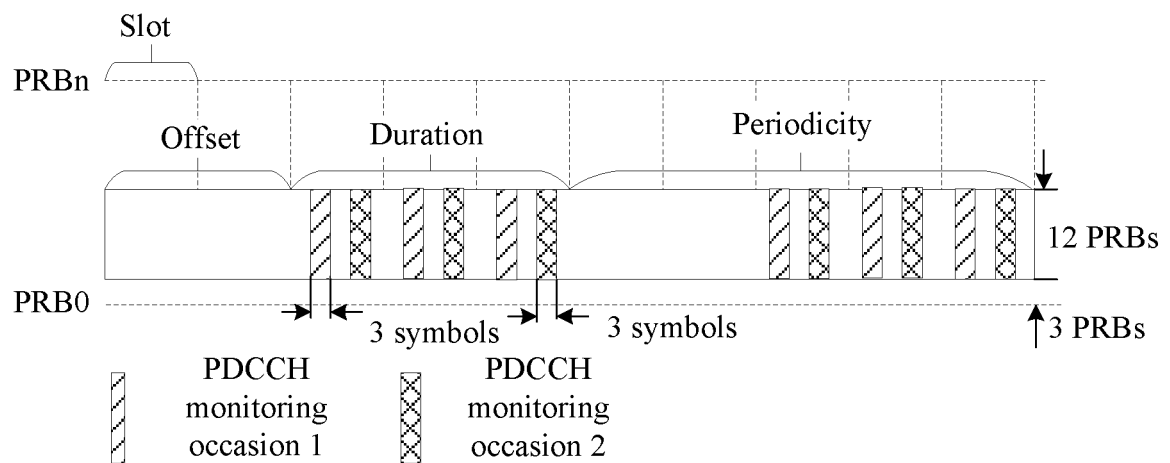 Slot
PRBn
Offset
Duration
Periodicity
12 PRBs
PRB0
3 symbols
3 symbols
3 PRBs
PDCCH
monitoring
occasion 1
PDCCH
monitoring
occasion 2